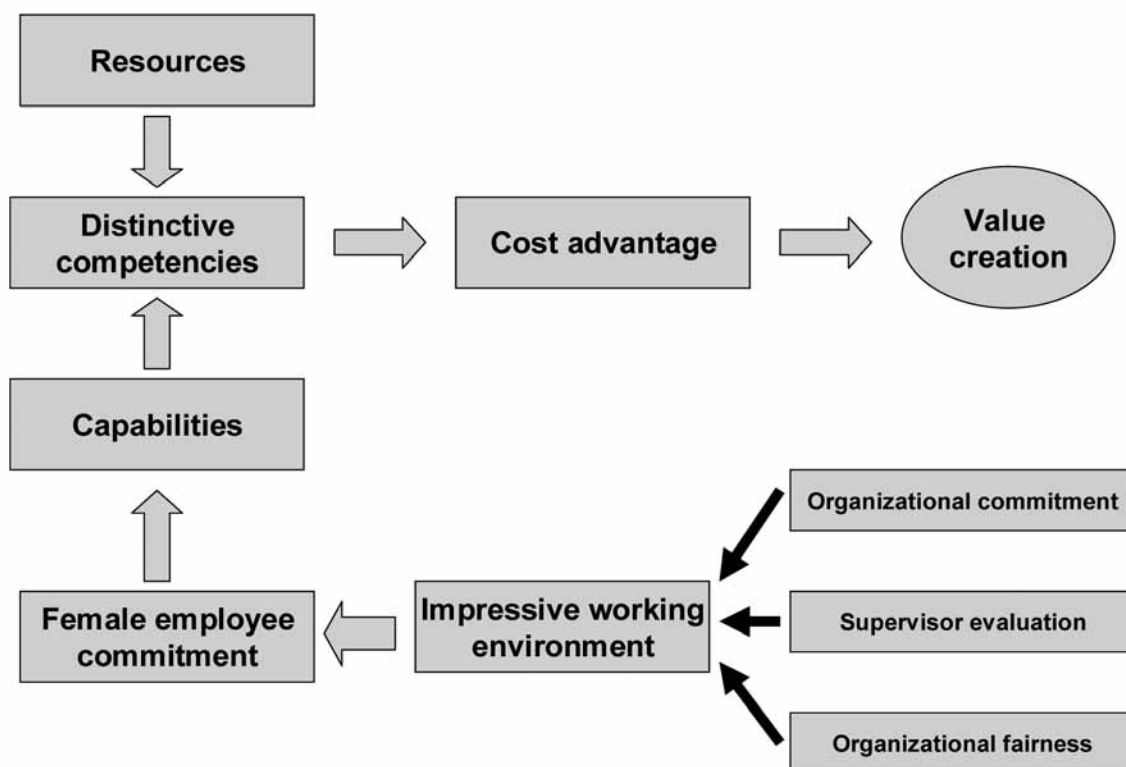 Resources
Distinctive
competencies
Cost advantage
Value
creation
Capabilities
Organizational commitment
Female employee
commitment
Impressive working
environment
Supervisor evaluation
Organizational fairness